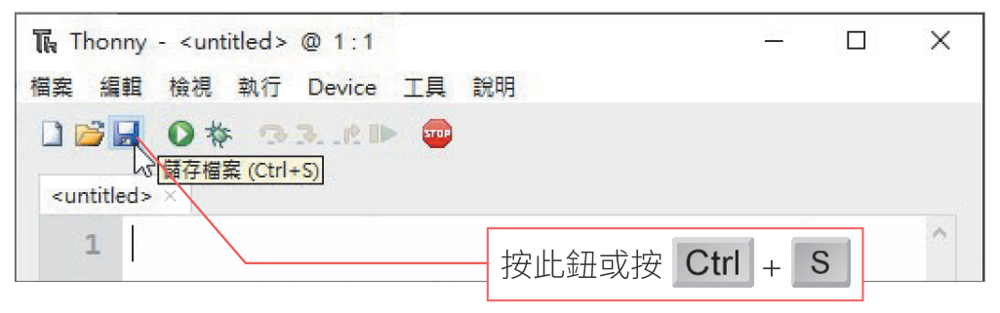 Thonny - <untitled> @ 1 : 1
檔案 編輯 檢視 執行 Device 工具 說明
STOP
儲存檔案 (Ctrl+S)
<untitled> ×
1
按此鈕或按 Ctrl + S